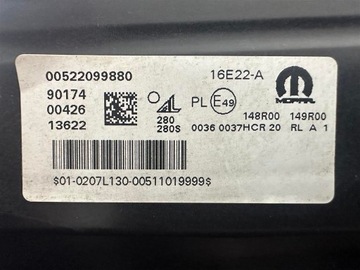 00522099880 16E22-A
90174
00426
13622
AL
280
280S
PL E49
MOPAR
148R00 149R00
0036 0037HCR 20 RL A 1
$01-0207L130-00511019999$